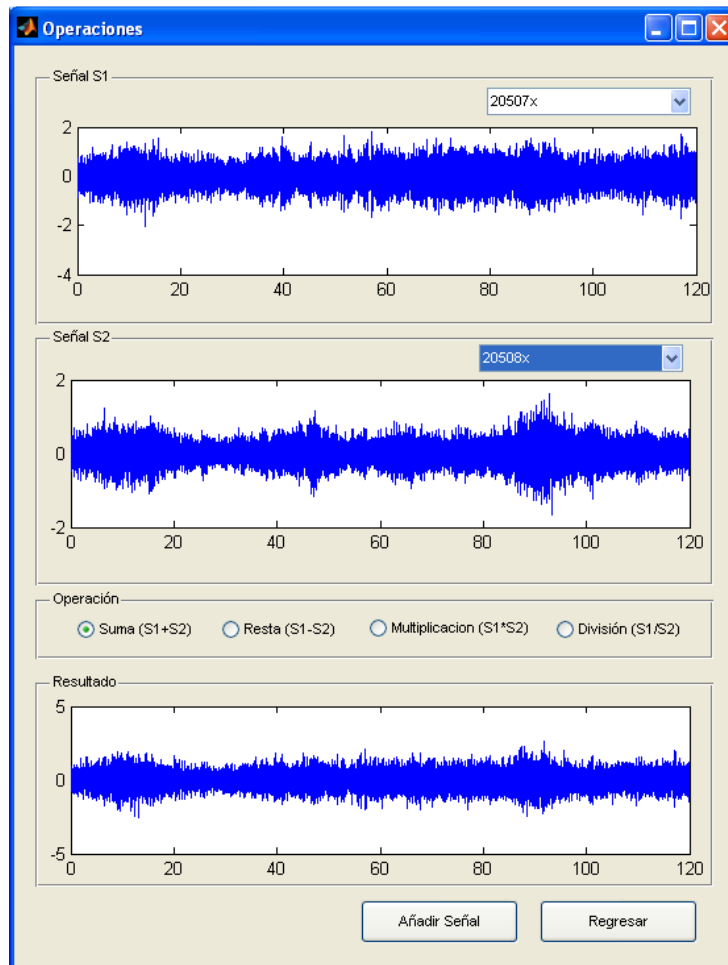 Operaciones
Señal S1
20507x
2
0
-2
-4
0 20 40 60 80 100 120
Señal S2
20508x
2
0
-2
0 20 40 60 80 100 120
Operación
Suma (S1+S2) Resta (S1-S2) Multiplicacion (S1*S2) División (S1/S2)
Resultado
5
0
-5
0 20 40 60 80 100 120
Añadir Señal Regresar